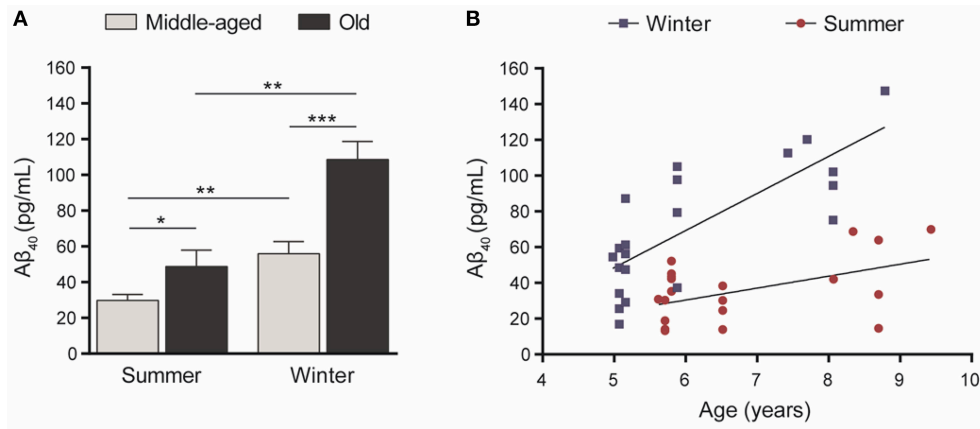 A
Middle-aged Old
160
140
120
100
80
60
40
20
0
Aβ40 (pg/mL)
**
***
**
*
Summer Winter
B
Winter Summer
160
140
120
100
80
60
40
20
0
Aβ40 (pg/mL)
4 5 6 7 8 9 10
Age (years)